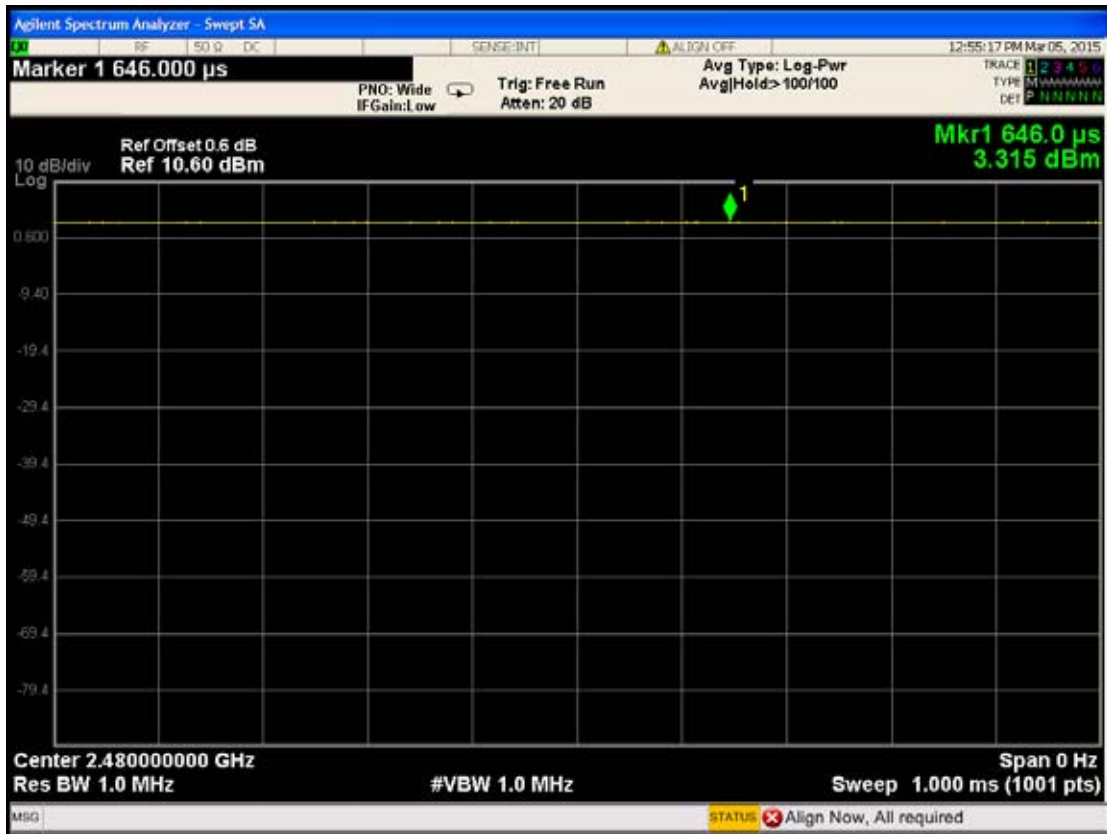 Agilent Spectrum Analyzer - Swept SA
RF 50 Ω DC SENSE:INT ALIGN OFF 12:55:17 PM Mar 05, 2015
Marker 1 646.000 µs Avg Type: Log-Pwr TRACE 1 2 3 4 5 6
PNO: Wide Trig: Free Run Avg|Hold:>100/100 TYPE M
IFGain:Low Atten: 20 dB DET P N N N N N
Mkr1 646.0 µs
Ref Offset 0.6 dB
10 dB/div Ref 10.60 dBm 3.315 dBm
Log
1
0.600
-9.40
-19.4
-29.4
-39.4
-49.4
-59.4
-69.4
-79.4
Center 2.480000000 GHz Span 0 Hz
Res BW 1.0 MHz #VBW 1.0 MHz Sweep 1.000 ms (1001 pts)
MSG STATUS Align Now, All required